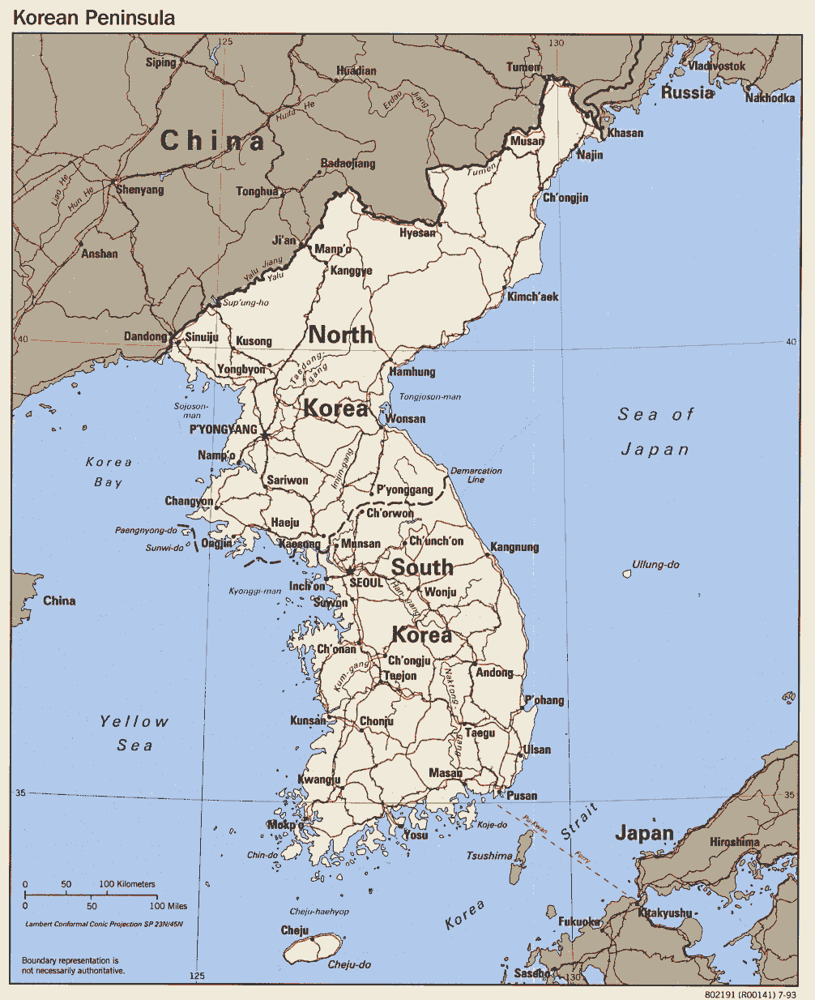 Korean Peninsula
125
130
Siping
Huadian
Tumen
Vladivostok
Russia
Nakhodka
Erdao
Jiang
Huifa He
China
Khasan
Musan
Najin
Badaojiang
Tumen
Liao He
Hun He
Shenyang
Tonghua
Ch'ongjin
Hyesan
Ji'an
Manp'o
Anshan
Yalu Jiang
Yalu
Kanggye
Kimch'aek
Sup'ung-ho
40
Dandong
Sinuiju
Kusong
North
40
Yongbyon
Taedong-
gang
Hamhung
Sojoson-
man
Korea
Tongjoson-man
Wonsan
Sea of
Japan
P'YONGYANG
Namp'o
Korea
Bay
Imjin-gang
Demarcation
Line
Sariwon
P'yonggang
Changyon
Ch'orwon
Haeju
Paengnyong-do
Sunwi-do
Ongjin
Kaesong
Munsan
Ch'unch'on
Kangnung
South
Ullung-do
Inch'on
SEOUL
Kyonggi-man
Han-gang
Wonju
China
Suwon
Korea
Ch'onan
Ch'ongju
Kum-gang
Taejon
Naktong-
gang
Andong
P'ohang
Yellow
Sea
Kunsan
Chonju
Taegu
Ulsan
Masan
Kwangju
35
Pusan
35
Mokp'o
Yosu
Koje-do
Pu-Kwan
Ferry
Strait
Japan
Hiroshima
Chin-do
Tsushima
0 50 100 Kilometers
0 50 100 Miles
Cheju-haehyop
Korea
Kitakyushu
Fukuoka
Lambert Conformal Conic Projection SP 23N/45N
Cheju
Cheju-do
Boundary representation is
not necessarily authoritative.
Sasebo
125
130
802191 (R00141) 7-93